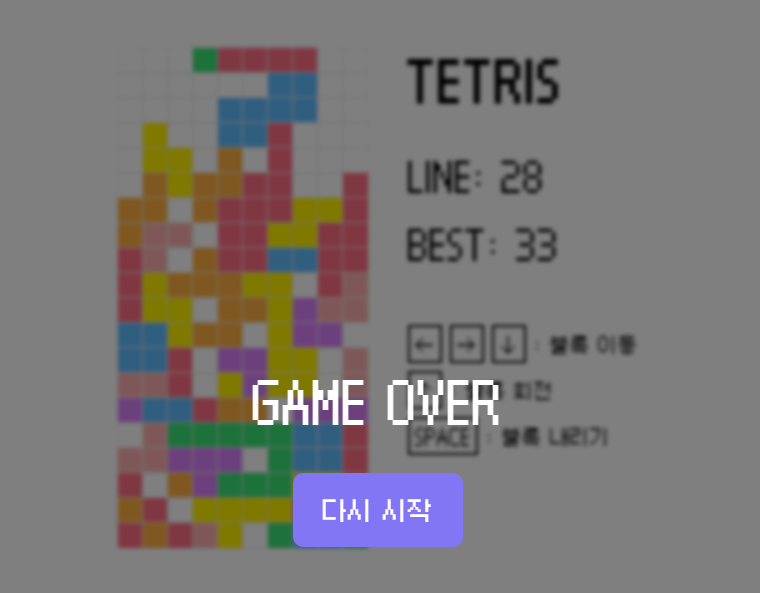 TETRIS
LINE: 28
BEST: 33
← → ↓ : 블록 이동
회전
SPACE : 블록 내리기
GAME OVER
다시 시작